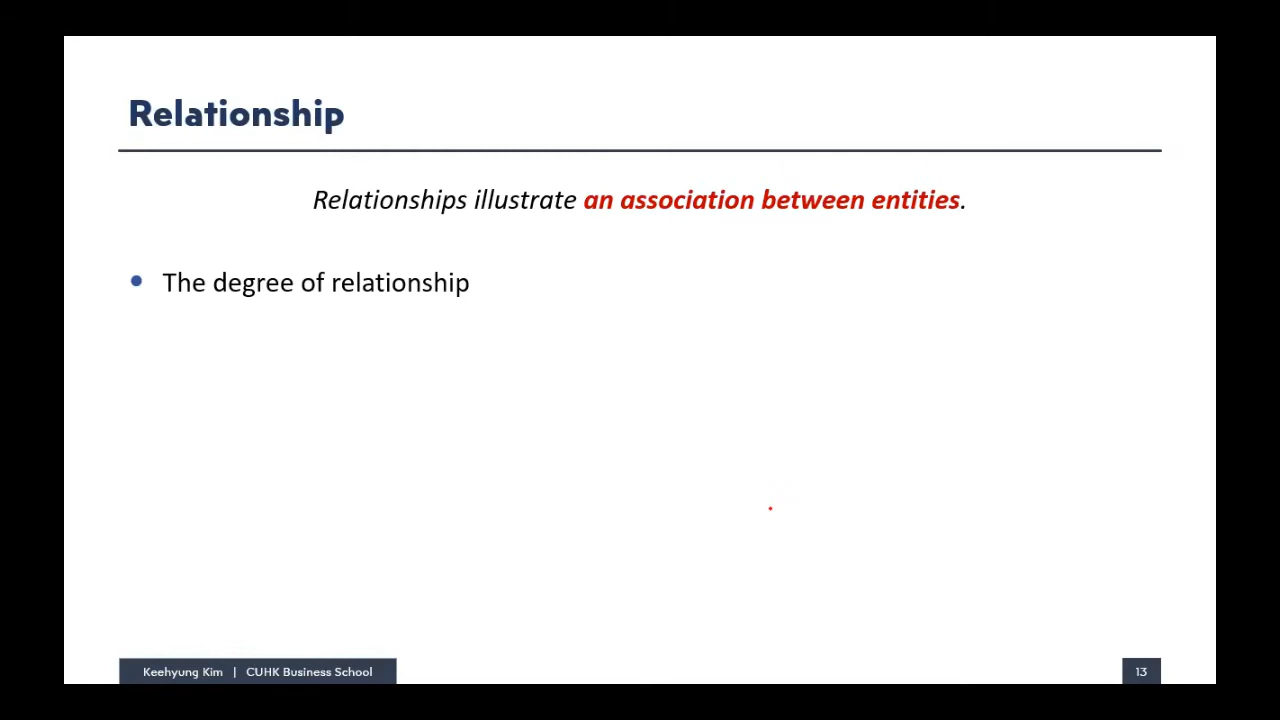 Relationship
Relationships illustrate an association between entities.
• The degree of relationship
Keehyung Kim | CUHK Business School
13